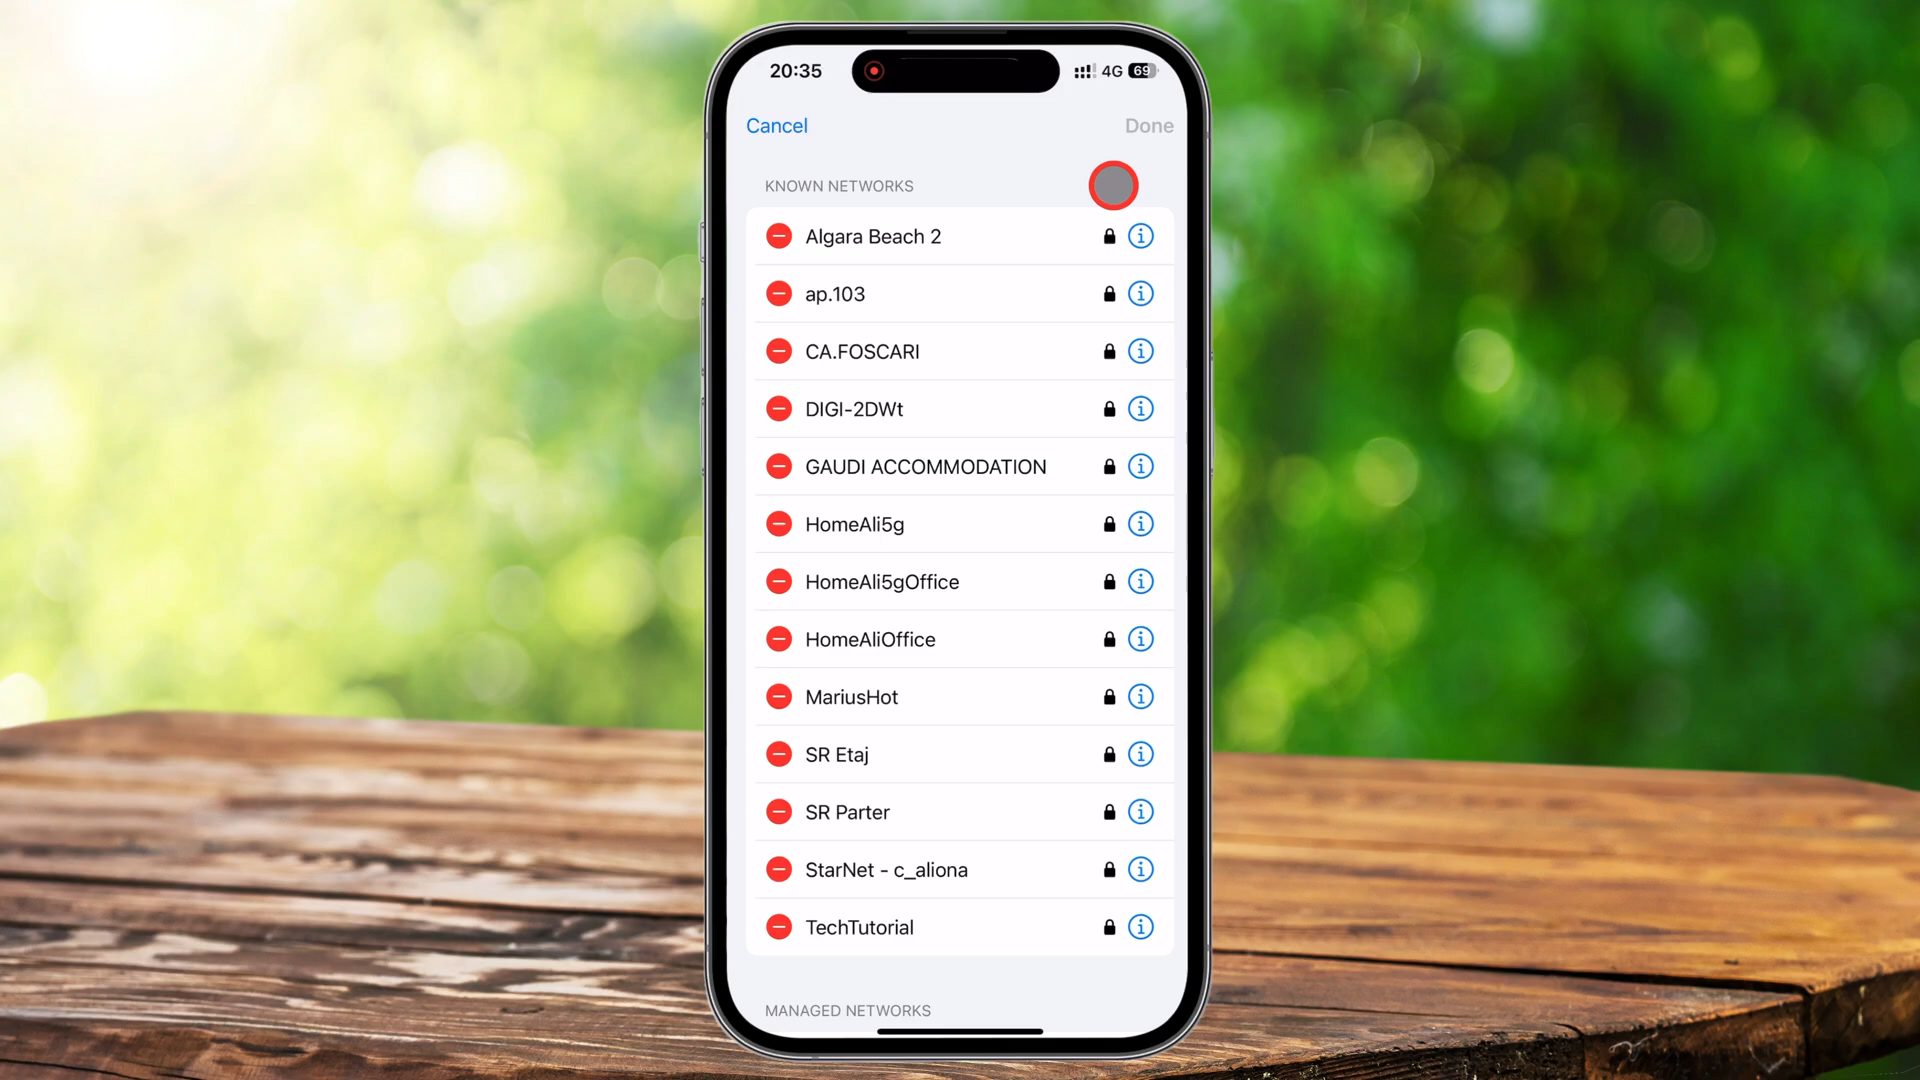 20:35 4G 69
Cancel Done
KNOWN NETWORKS
Algara Beach 2
ap.103
CA.FOSCARI
DIGI-2DWt
GAUDI ACCOMMODATION
HomeAli5g
HomeAli5gOffice
HomeAliOffice
MariusHot
SR Etaj
SR Parter
StarNet - c_aliona
TechTutorial
MANAGED NETWORKS